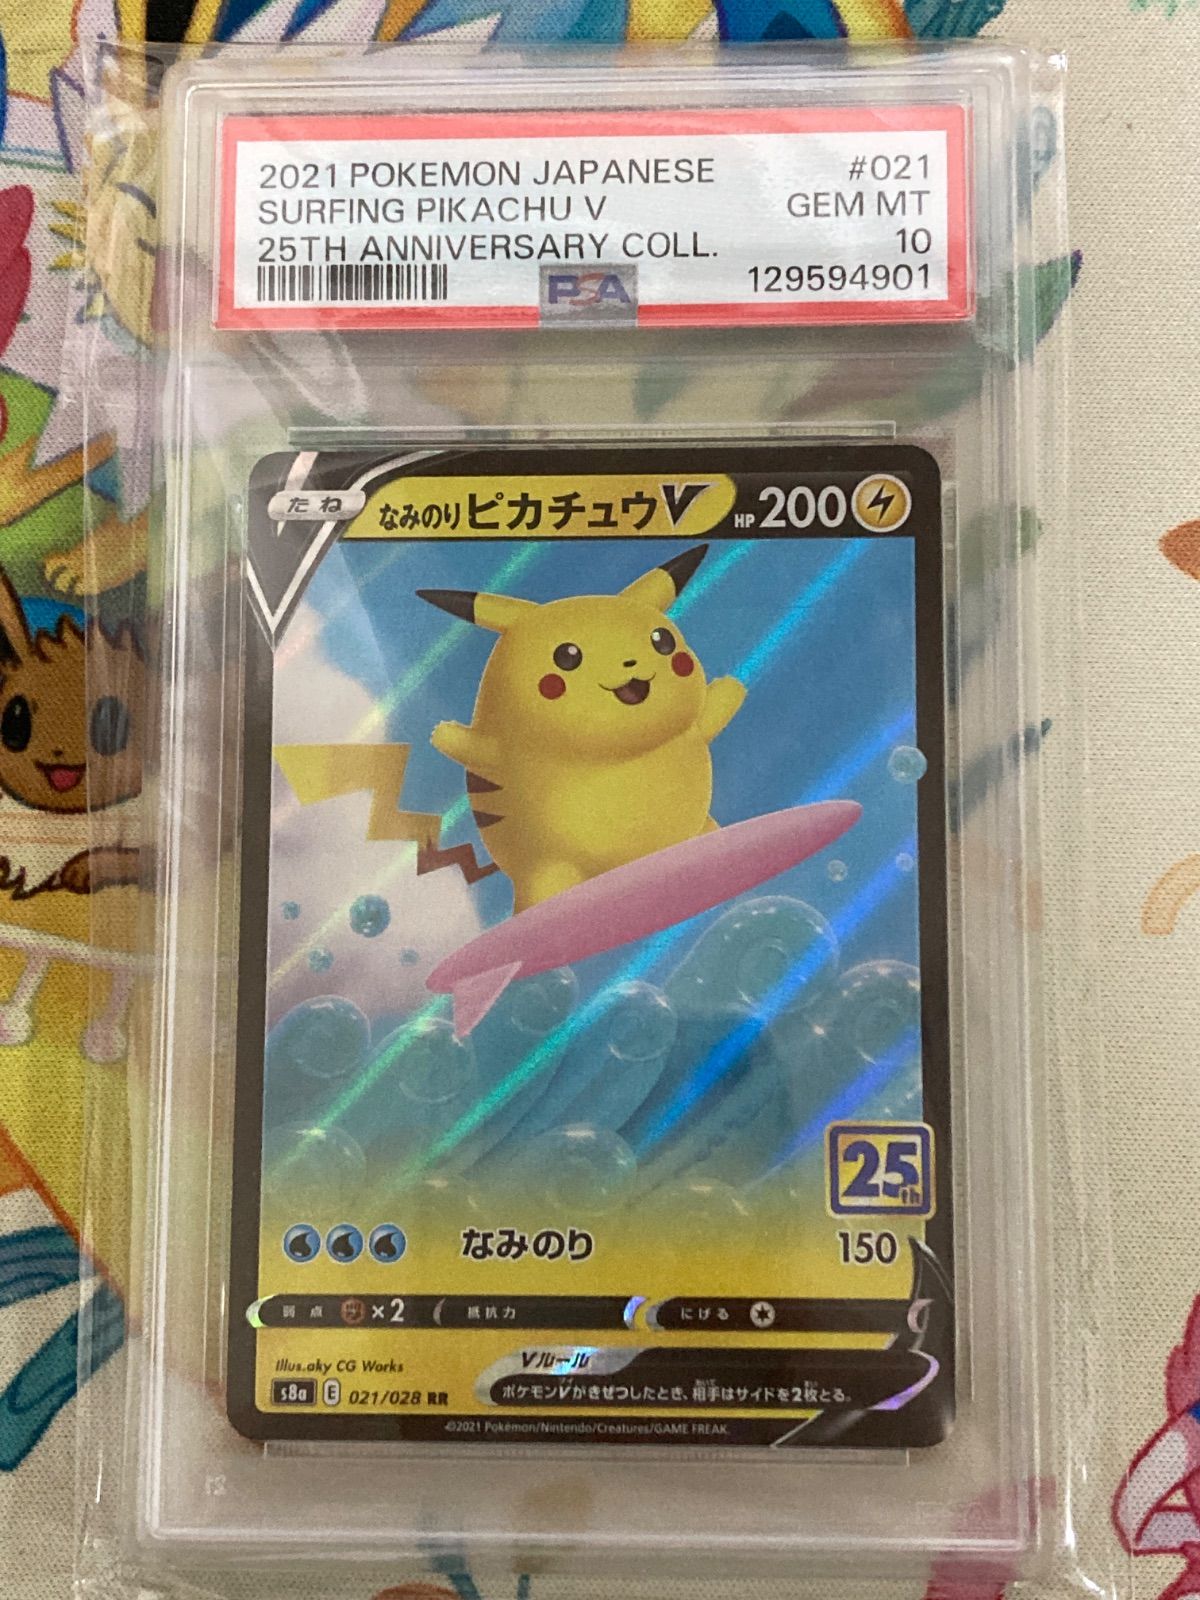 2021 POKEMON JAPANESE #021
SURFING PIKACHU V GEM MT
25TH ANNIVERSARY COLL. 10
PSA 129594901
たね なみのりピカチュウV HP 200
25th
なみのり 150
弱点 ×2 抵抗力 にげる
Illus.aky CG Works
Vルール
ポケモンVがきぜつしたとき、相手はサイドを2枚とる。
s8a E 021/028 RR
©2021 Pokémon/Nintendo/Creatures/GAME FREAK.